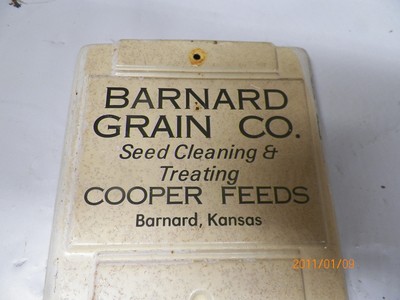 BARNARD
GRAIN CO.
Seed Cleaning &
Treating
COOPER FEEDS
Barnard, Kansas
2011/01/09